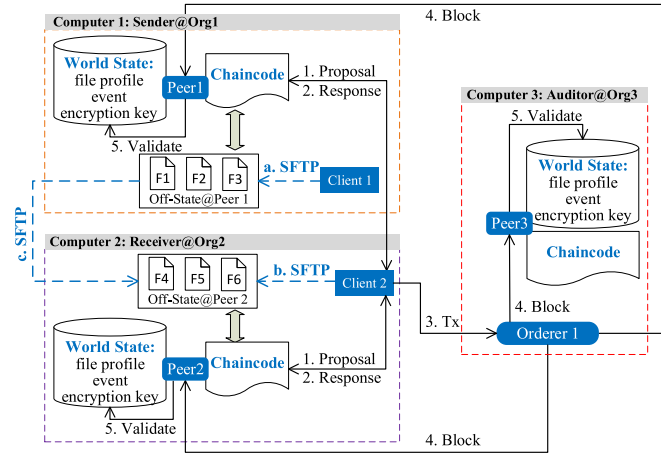 4. Block
Computer 1: Sender@Org1
World State:
file profile
event
encryption key
Peer1
Chaincode
1. Proposal
2. Response
5. Validate
F1 F2 F3
Off-State@Peer 1
a. SFTP
Client 1
c. SFTP
Computer 2: Receiver@Org2
F4 F5 F6
Off-State@Peer 2
b. SFTP
Client 2
World State:
file profile
event
encryption key
Peer2
Chaincode
1. Proposal
2. Response
5. Validate
3. Tx
4. Block
Computer 3: Auditor@Org3
5. Validate
World State:
file profile
event
encryption key
Peer3
Chaincode
4. Block
Orderer 1